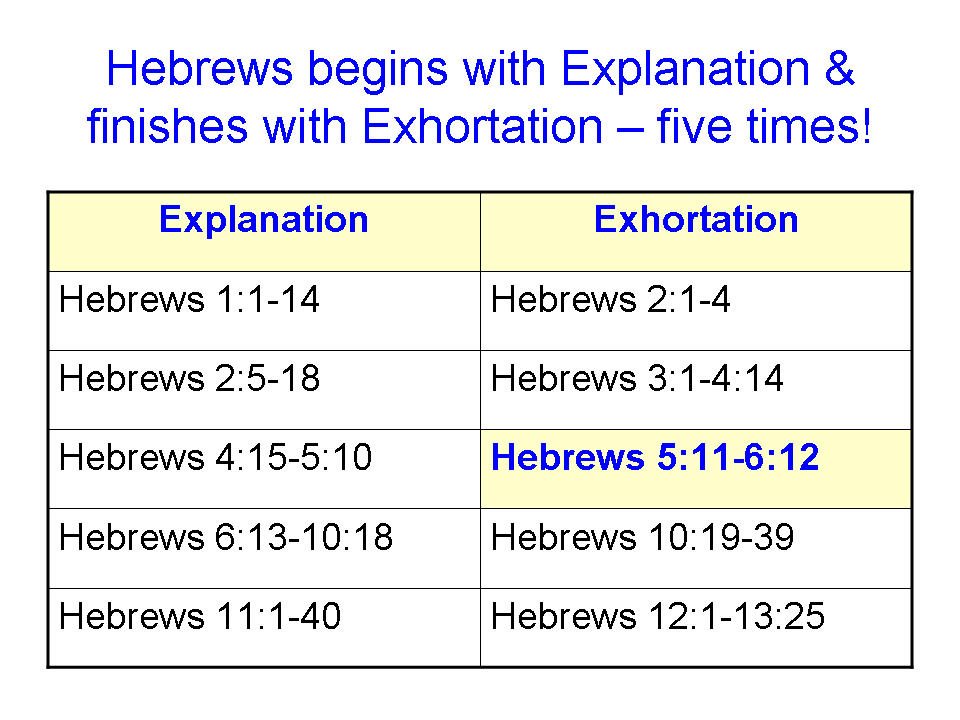 Hebrews begins with Explanation &
finishes with Exhortation – five times!
Explanation Exhortation
Hebrews 1:1-14 Hebrews 2:1-4
Hebrews 2:5-18 Hebrews 3:1-4:14
Hebrews 4:15-5:10 Hebrews 5:11-6:12
Hebrews 6:13-10:18 Hebrews 10:19-39
Hebrews 11:1-40 Hebrews 12:1-13:25